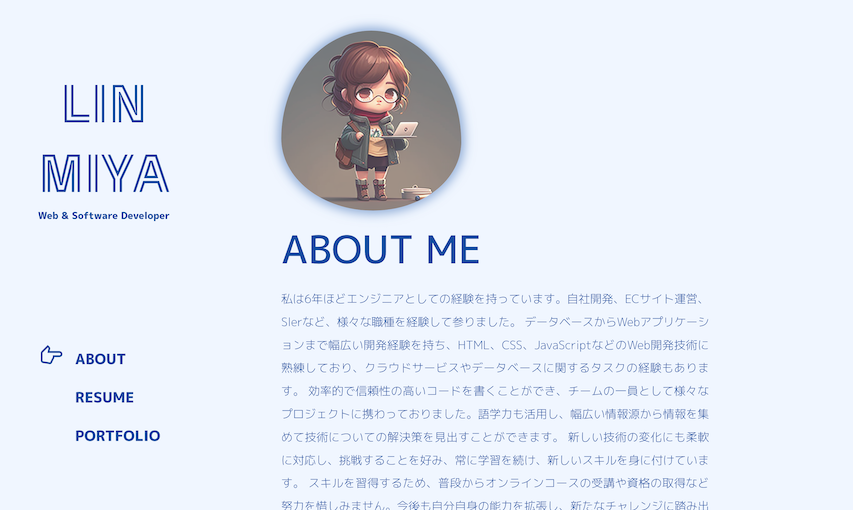 LIN
MIYA
Web & Software Developer
ABOUT
RESUME
PORTFOLIO
ABOUT ME
私は6年ほどエンジニアとしての経験を持っています。自社開発、ECサイト運営、
SIerなど、様々な職種を経験して参りました。 データベースからWebアプリケーシ
ョンまで幅広い開発経験を持ち、HTML、CSS、JavaScriptなどのWeb開発技術に
熟練しており、クラウドサービスやデータベースに関するタスクの経験もありま
す。 効率的で信頼性の高いコードを書くことができ、チームの一員として様々な
プロジェクトに携わっておりました。語学力も活用し、幅広い情報源から情報を集
めて技術についての解決策を見出すことができます。 新しい技術の変化にも柔軟
に対応し、挑戦することを好み、常に学習を続け、新しいスキルを身に付けていま
す。 スキルを習得するため、普段からオンラインコースの受講や資格の取得など
努力を惜しみません。今後も自分自身の能力を拡張し、新たなチャレンジに踏み出